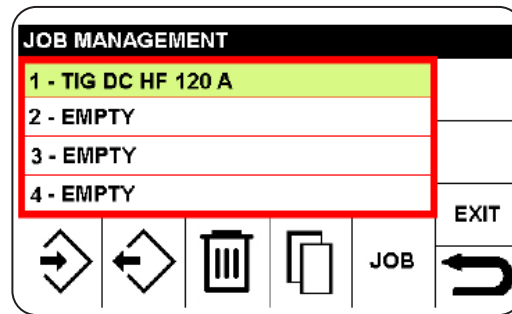 JOB MANAGEMENT
1 - TIG DC HF 120 A
2 - EMPTY
3 - EMPTY
4 - EMPTY
EXIT
JOB